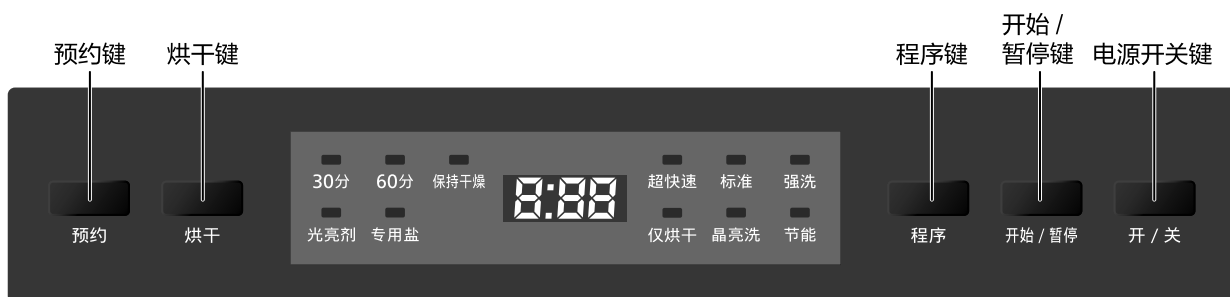 预约键
烘干键
程序键
开始 /
暂停键
电源开关键
30分
60分
保持干燥
光亮剂
专用盐
8:88
超快速
标准
强洗
仅烘干
晶亮洗
节能
预约
烘干
程序
开始 / 暂停
开 / 关